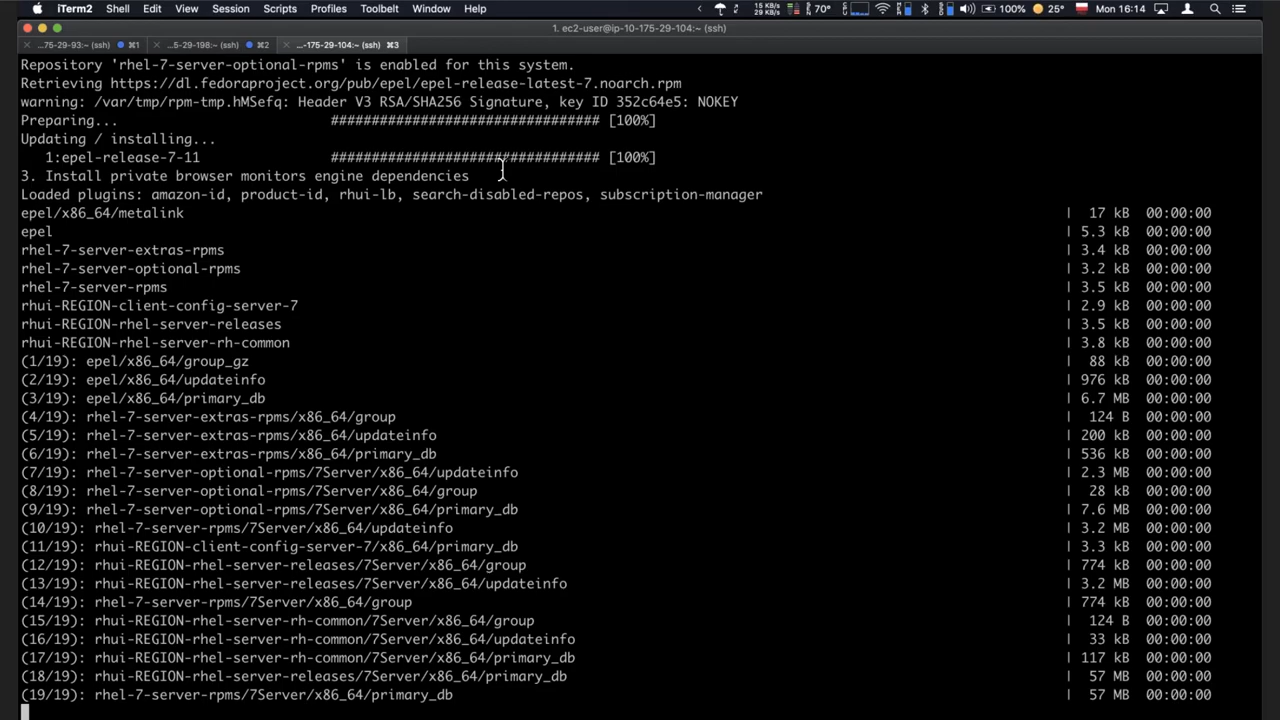 iTerm2 Shell Edit View Session Scripts Profiles Toolbelt Window Help 15 KB/s 29 KB/s 70° 100% 25° Mon 16:14
1. ec2-user@ip-10-175-29-104:~ (ssh)
...75-29-93:~ (ssh) ⌘1 ...5-29-198:~ (ssh) ⌘2 ...-175-29-104:~ (ssh) ⌘3
Repository 'rhel-7-server-optional-rpms' is enabled for this system.
Retrieving https://dl.fedoraproject.org/pub/epel/epel-release-latest-7.noarch.rpm
warning: /var/tmp/rpm-tmp.hMSefq: Header V3 RSA/SHA256 Signature, key ID 352c64e5: NOKEY
Preparing... ################################# [100%]
Updating / installing...
1:epel-release-7-11 ################################# [100%]
3. Install private browser monitors engine dependencies
Loaded plugins: amazon-id, product-id, rhui-lb, search-disabled-repos, subscription-manager
epel/x86_64/metalink | 17 kB 00:00:00
epel | 5.3 kB 00:00:00
rhel-7-server-extras-rpms | 3.4 kB 00:00:00
rhel-7-server-optional-rpms | 3.2 kB 00:00:00
rhel-7-server-rpms | 3.5 kB 00:00:00
rhui-REGION-client-config-server-7 | 2.9 kB 00:00:00
rhui-REGION-rhel-server-releases | 3.5 kB 00:00:00
rhui-REGION-rhel-server-rh-common | 3.8 kB 00:00:00
(1/19): epel/x86_64/group_gz | 88 kB 00:00:00
(2/19): epel/x86_64/updateinfo | 976 kB 00:00:00
(3/19): epel/x86_64/primary_db | 6.7 MB 00:00:00
(4/19): rhel-7-server-extras-rpms/x86_64/group | 124 B 00:00:00
(5/19): rhel-7-server-extras-rpms/x86_64/updateinfo | 200 kB 00:00:00
(6/19): rhel-7-server-extras-rpms/x86_64/primary_db | 536 kB 00:00:00
(7/19): rhel-7-server-optional-rpms/7Server/x86_64/updateinfo | 2.3 MB 00:00:00
(8/19): rhel-7-server-optional-rpms/7Server/x86_64/group | 28 kB 00:00:00
(9/19): rhel-7-server-optional-rpms/7Server/x86_64/primary_db | 7.6 MB 00:00:00
(10/19): rhel-7-server-rpms/7Server/x86_64/updateinfo | 3.2 MB 00:00:00
(11/19): rhui-REGION-client-config-server-7/x86_64/primary_db | 3.3 kB 00:00:00
(12/19): rhui-REGION-rhel-server-releases/7Server/x86_64/group | 774 kB 00:00:00
(13/19): rhui-REGION-rhel-server-releases/7Server/x86_64/updateinfo | 3.2 MB 00:00:00
(14/19): rhel-7-server-rpms/7Server/x86_64/group | 774 kB 00:00:00
(15/19): rhui-REGION-rhel-server-rh-common/7Server/x86_64/group | 124 B 00:00:00
(16/19): rhui-REGION-rhel-server-rh-common/7Server/x86_64/updateinfo | 33 kB 00:00:00
(17/19): rhui-REGION-rhel-server-rh-common/7Server/x86_64/primary_db | 117 kB 00:00:00
(18/19): rhui-REGION-rhel-server-releases/7Server/x86_64/primary_db | 57 MB 00:00:00
(19/19): rhel-7-server-rpms/7Server/x86_64/primary_db | 57 MB 00:00:00